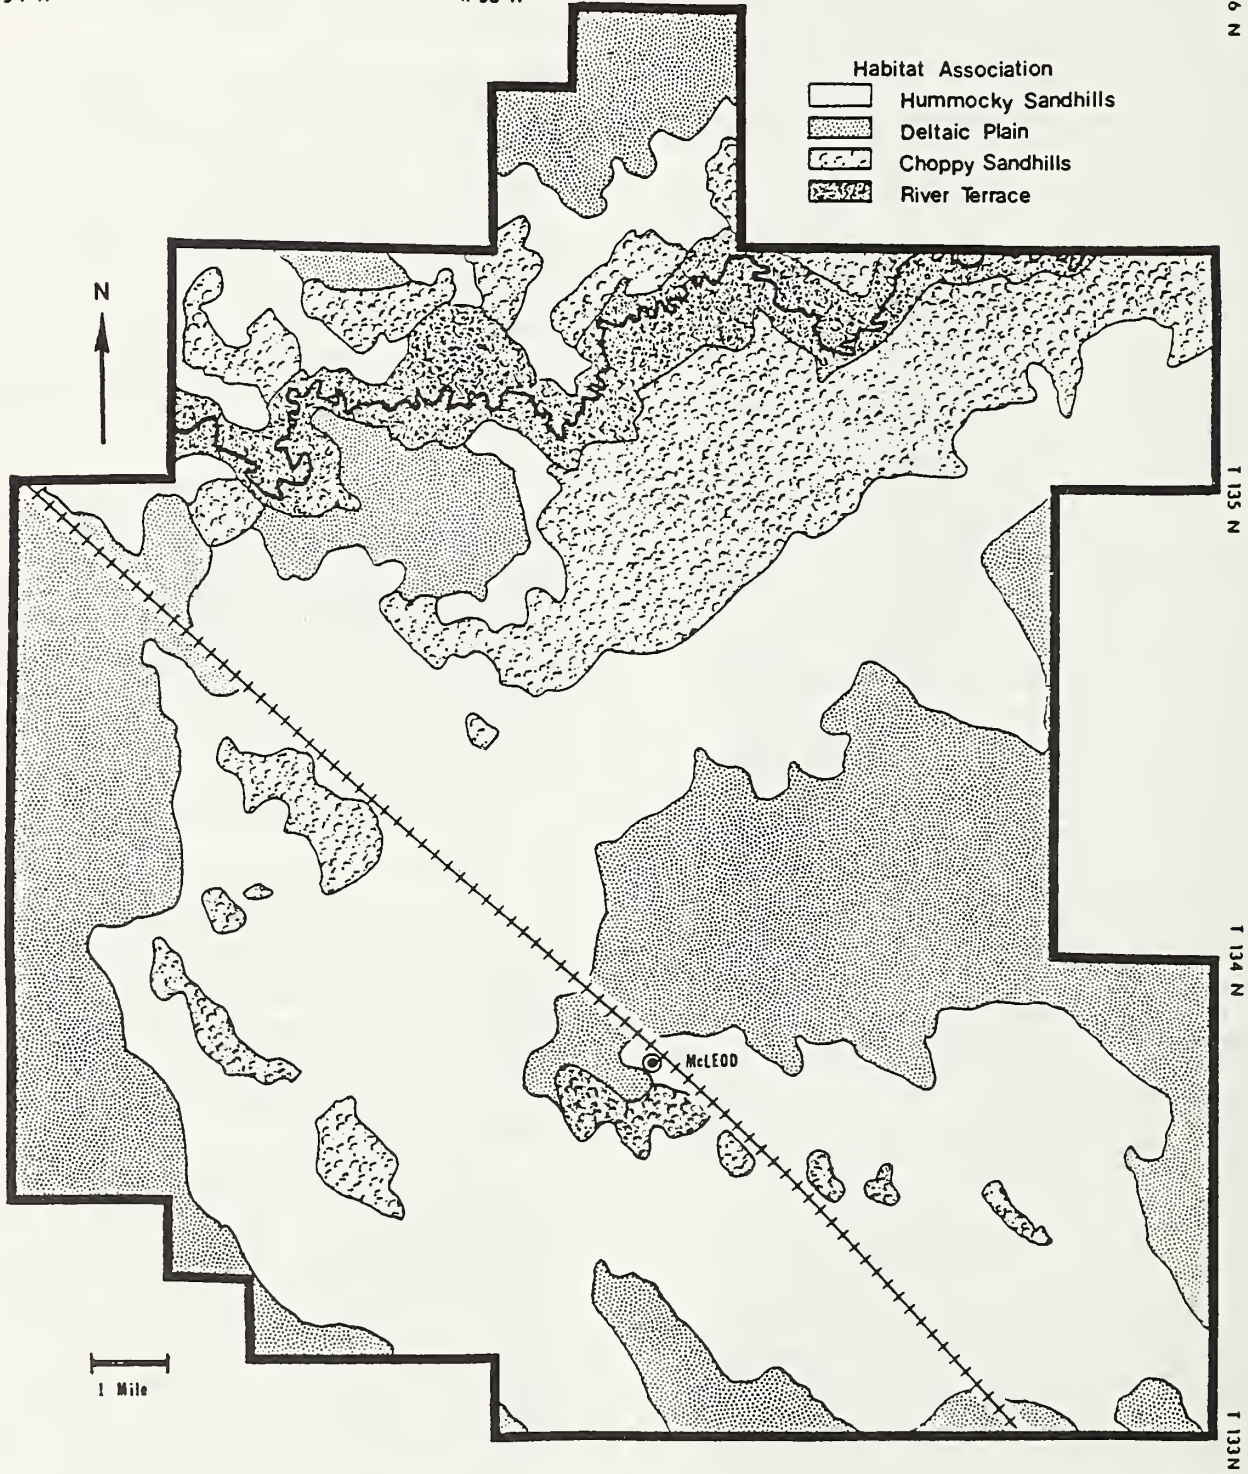 Habitat Association
Hummocky Sandhills
Deltaic Plain
Choppy Sandhills
River Terrace
N
T 135 N
T 134 N
McLEOD
1 Mile
T 133N